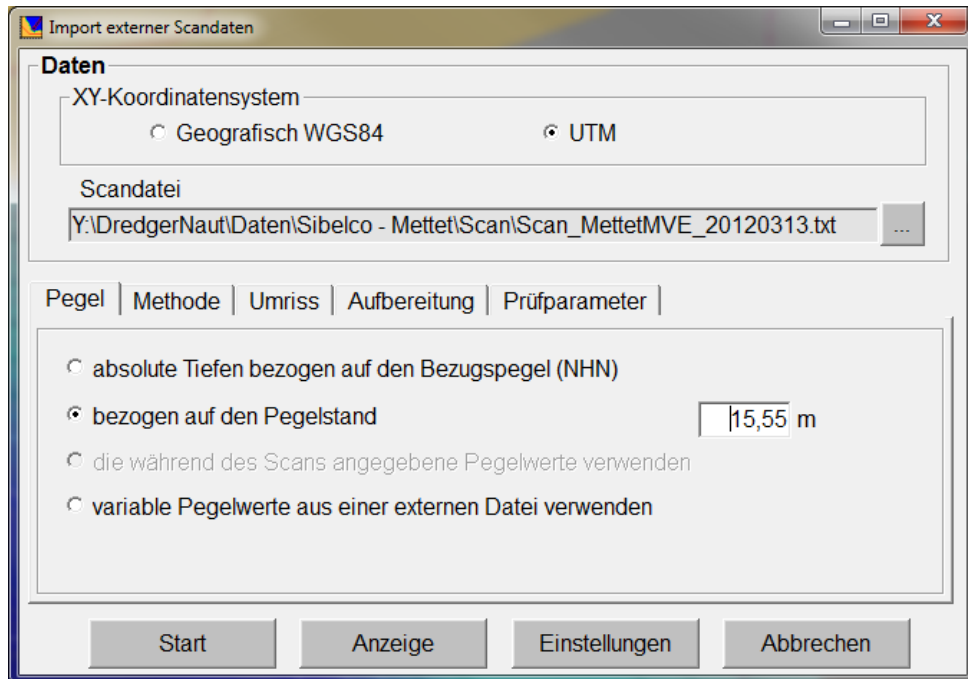 Import externer Scandaten
Daten
XY-Koordinatensystem
Geografisch WGS84 UTM
Scandatei
Y:\DredgerNaut\Daten\Sibelco - Mettet\Scan\Scan_MettetMVE_20120313.txt ...
Pegel Methode Umriss Aufbereitung Prüfparameter
absolute Tiefen bezogen auf den Bezugspegel (NHN)
bezogen auf den Pegelstand 15,55 m
die während des Scans angegebene Pegelwerte verwenden
variable Pegelwerte aus einer externen Datei verwenden
Start Anzeige Einstellungen Abbrechen